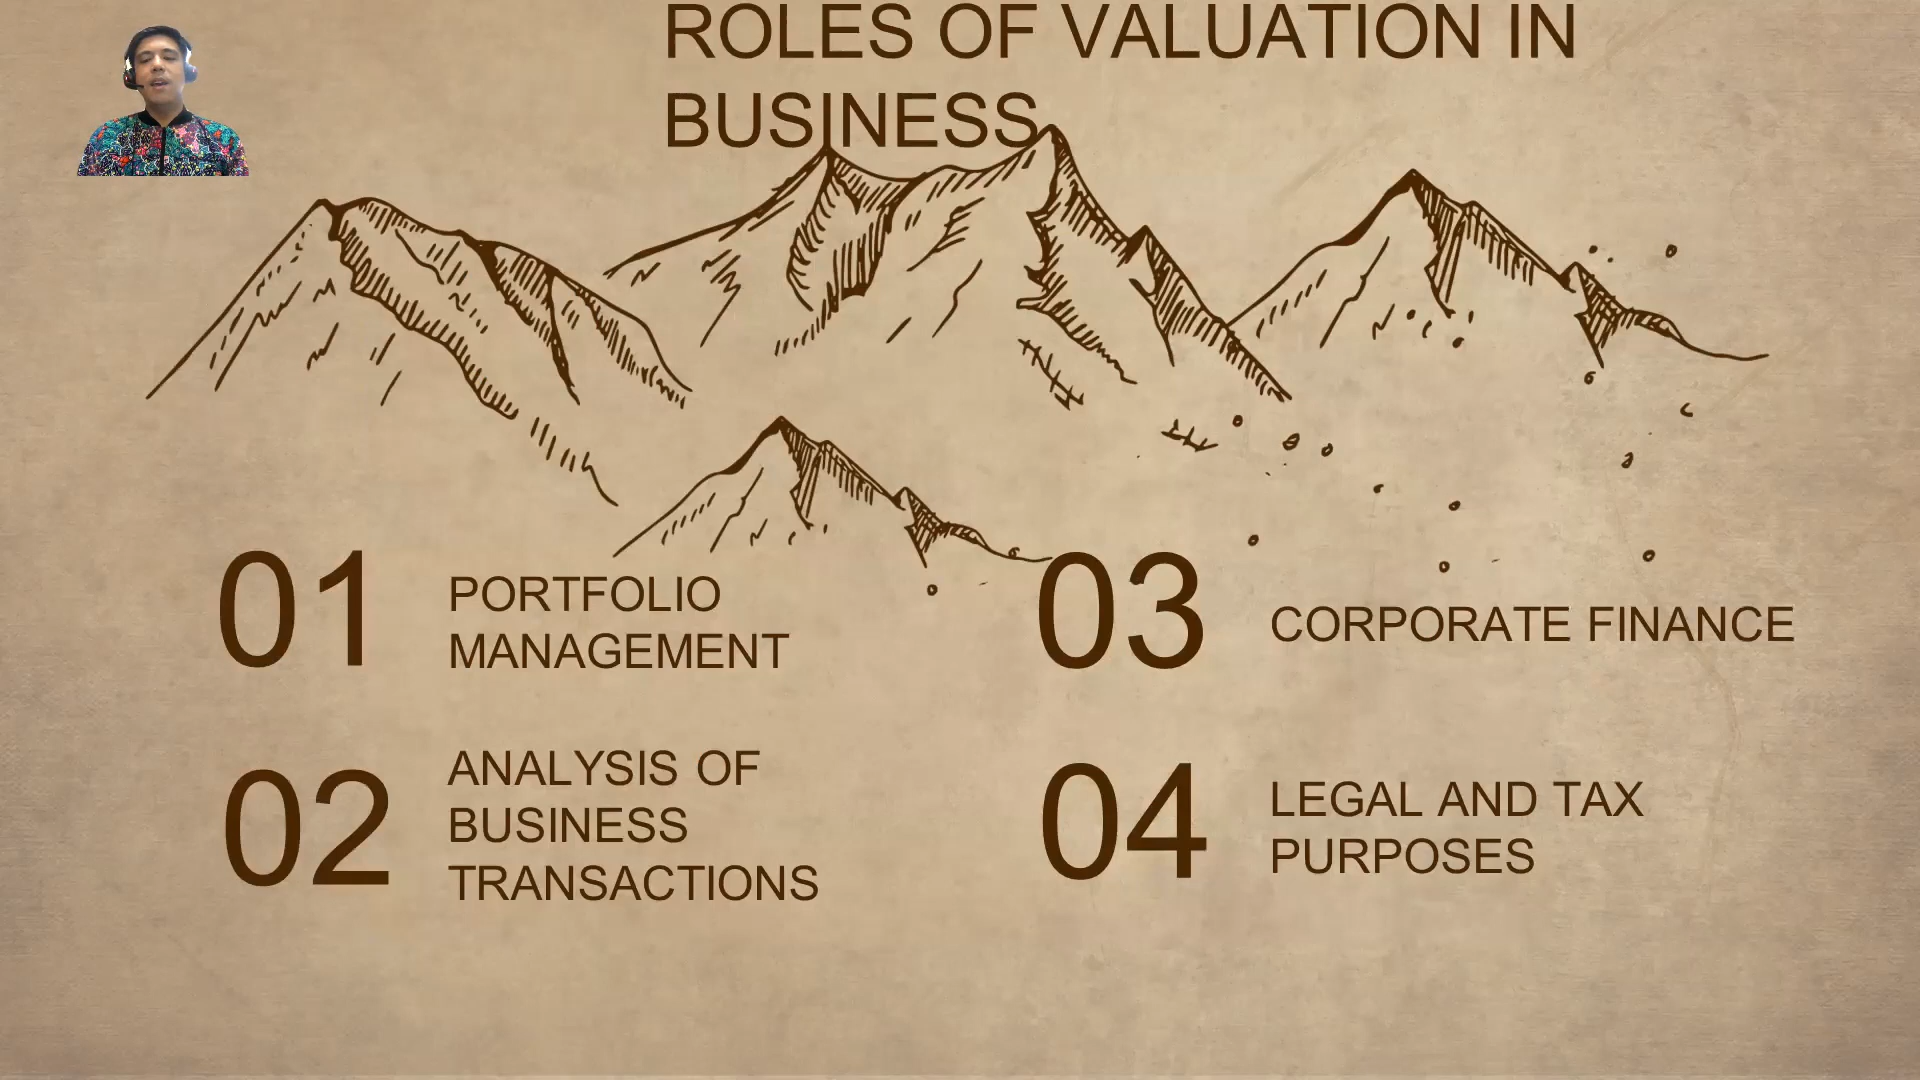 ROLES OF VALUATION IN
BUSINESS
01
PORTFOLIO
MANAGEMENT
02
ANALYSIS OF
BUSINESS
TRANSACTIONS
03
CORPORATE FINANCE
04
LEGAL AND TAX
PURPOSES